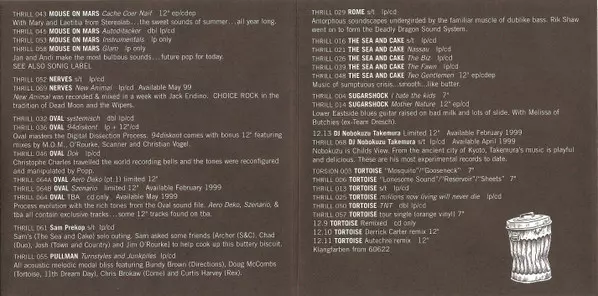 THRILL 043 MOUSE ON MARS Cache Coer Naif 12" ep/cdep
With Mary and Laetitia from Stereolab...the sweet sounds of summer...all year long.
THRILL 045 MOUSE ON MARS Autoditacker dbl lp/cd
THRILL 053 MOUSE ON MARS Instrumentals lp only
THRILL 058 MOUSE ON MARS Glam lp only
Jan and Andi make the most bulbous sounds...future pop for today.
SEE ALSO SONIG LABEL
THRILL 052 NERVES s/t lp/cd
THRILL 069 NERVES New Animal lp/cd Available May 99
New Animal was recorded & mixed in a week with Jack Endino. CHOICE ROCK in the
tradition of Dead Moon and the Wipers.
THRILL 032 OVAL systemisch dbl lp/cd
THRILL 036 OVAL 94diskont. lp + 12"/cd
Oval masters the Digital Dissection Process. 94diskont comes with bonus 12" featuring
mixes by M.O.M., O'Rourke, Scanner and Christian Vogel.
THRILL 046 OVAL Dok lp/cd
Christophe Charles travelled the world recording bells and the tones were reconfigured
and manipulated by Popp.
THRILL 064A OVAL Aero Deko (pt.1) limited 12"
THRILL 064B OVAL Szenario limited 12" Available February 1999
THRILL 064 OVAL TBA cd only Available May 1999
Process evolution with the rich tones from the Oval sound file. Aero Deko, Szenario, &
tba all contain exclusive tracks...some 12" tracks found on tba.
THRILL 061 SAM Prekop s/t lp/cd
Sam's (The Sea and Cake) solo outing. Sam asked some friends (Archer (S&C), Chad
(Duo), Josh (Town and Country) and Jim O'Rourke) to help cook up this buttery biscuit.
THRILL 055 PULLMAN Turnstyles and Junkpiles lp/cd
All acoustic melodic modal bliss featuring Bundy Brown (Directions), Doug McCombs
(Tortoise, 11th Dream Day), Chris Brokaw (Come) and Curtis Harvey (Rex).
THRILL 029 ROME s/t lp/cd
Amorphous soundscapes undergirded by the familiar muscle of dublike bass. Rik Shaw
went on to form the Deadly Dragon Sound System.
THRILL 016 THE SEA AND CAKE s/t lp/cd
THRILL 021 THE SEA AND CAKE Nassau lp/cd
THRILL 026 THE SEA AND CAKE The Biz lp/cd
THRILL 039 THE SEA AND CAKE The Fawn lp/cd
THRILL 048 THE SEA AND CAKE Two Gentlemen 12" ep/cdep
Music of sumptuous crisis...smooth...like butter.
THRILL 004 SUGARSHOCK I hate the kids 7"
THRILL 014 SUGARSHOCK Mother Nature 12" ep/cd
Lower Eastside blues guitar raised on bad milk and lots of slide. With Melissa of
Butchies (ex-Team Dresch).
12.13 DJ Nobokuzu Takemura Limited 12" Available February 1999
THRILL 068 DJ Nobokuzu Takemura s/t lp/cd Available April 1999
Nobokuzu is Childs View. From the ancient city of Kyoto, Takemura's music is playful
and delicious. These are his most experimental records to date.
TORSION 003 TORTOISE "Mosquito"/"Gooseneck" 7"
THRILL 006 TORTOISE "Lonesome Sound"/"Reservoir"/"Sheets" 7"
THRILL 013 TORTOISE s/t lp/cd
THRILL 025 TORTOISE millions now living will never die lp/cd
THRILL 050 TORTOISE TNT dbl lp/cd
THRILL 057 TORTOISE tour single (orange vinyl) 7"
12.9 TORTOISE Remixed cd only
12.10 TORTOISE Derrick Carter remix 12"
12.11 TORTOISE Autechre remix 12"
Klangfarben from 60622